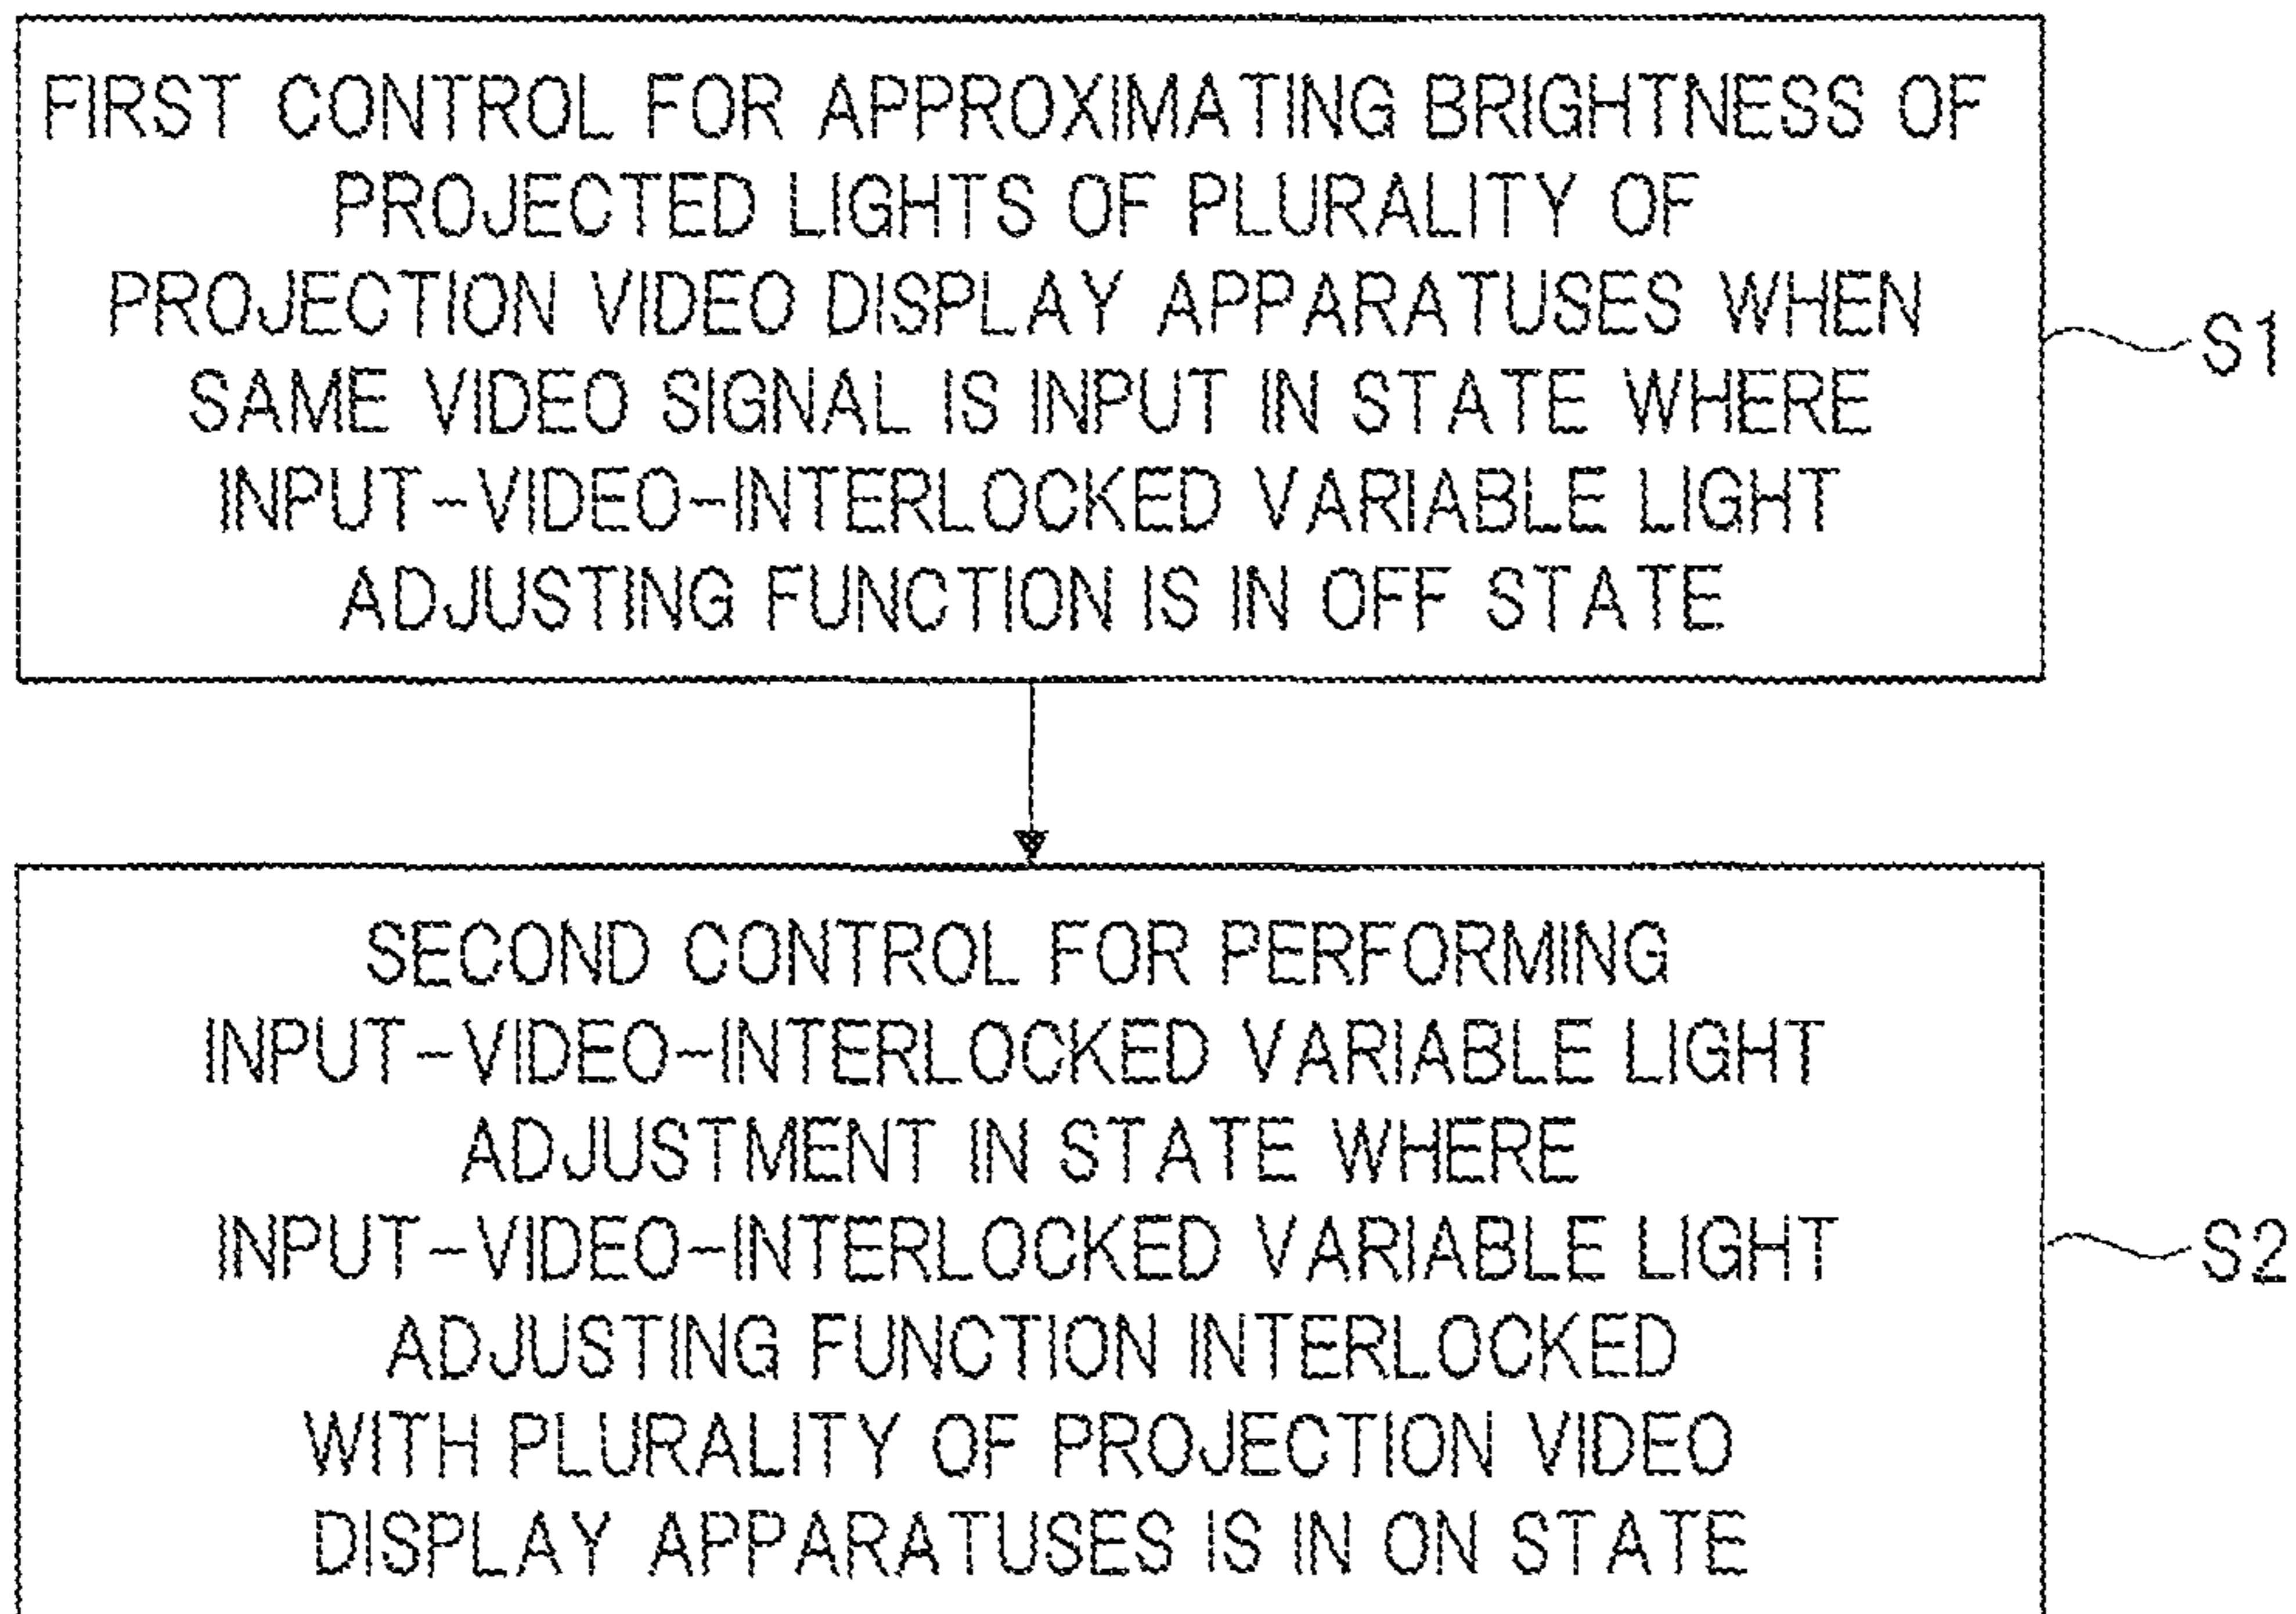 FIRST CONTROL FOR APPROXIMATING BRIGHTNESS OF
PROJECTED LIGHTS OF PLURALITY OF
PROJECTION VIDEO DISPLAY APPARATUSES WHEN
SAME VIDEO SIGNAL IS INPUT IN STATE WHERE
INPUT-VIDEO-INTERLOCKED VARIABLE LIGHT
ADJUSTING FUNCTION IS IN OFF STATE
S1
SECOND CONTROL FOR PERFORMING
INPUT-VIDEO-INTERLOCKED VARIABLE LIGHT
ADJUSTMENT IN STATE WHERE
INPUT-VIDEO-INTERLOCKED VARIABLE LIGHT
ADJUSTING FUNCTION INTERLOCKED
WITH PLURALITY OF PROJECTION VIDEO
DISPLAY APPARATUSES IS IN ON STATE
S2